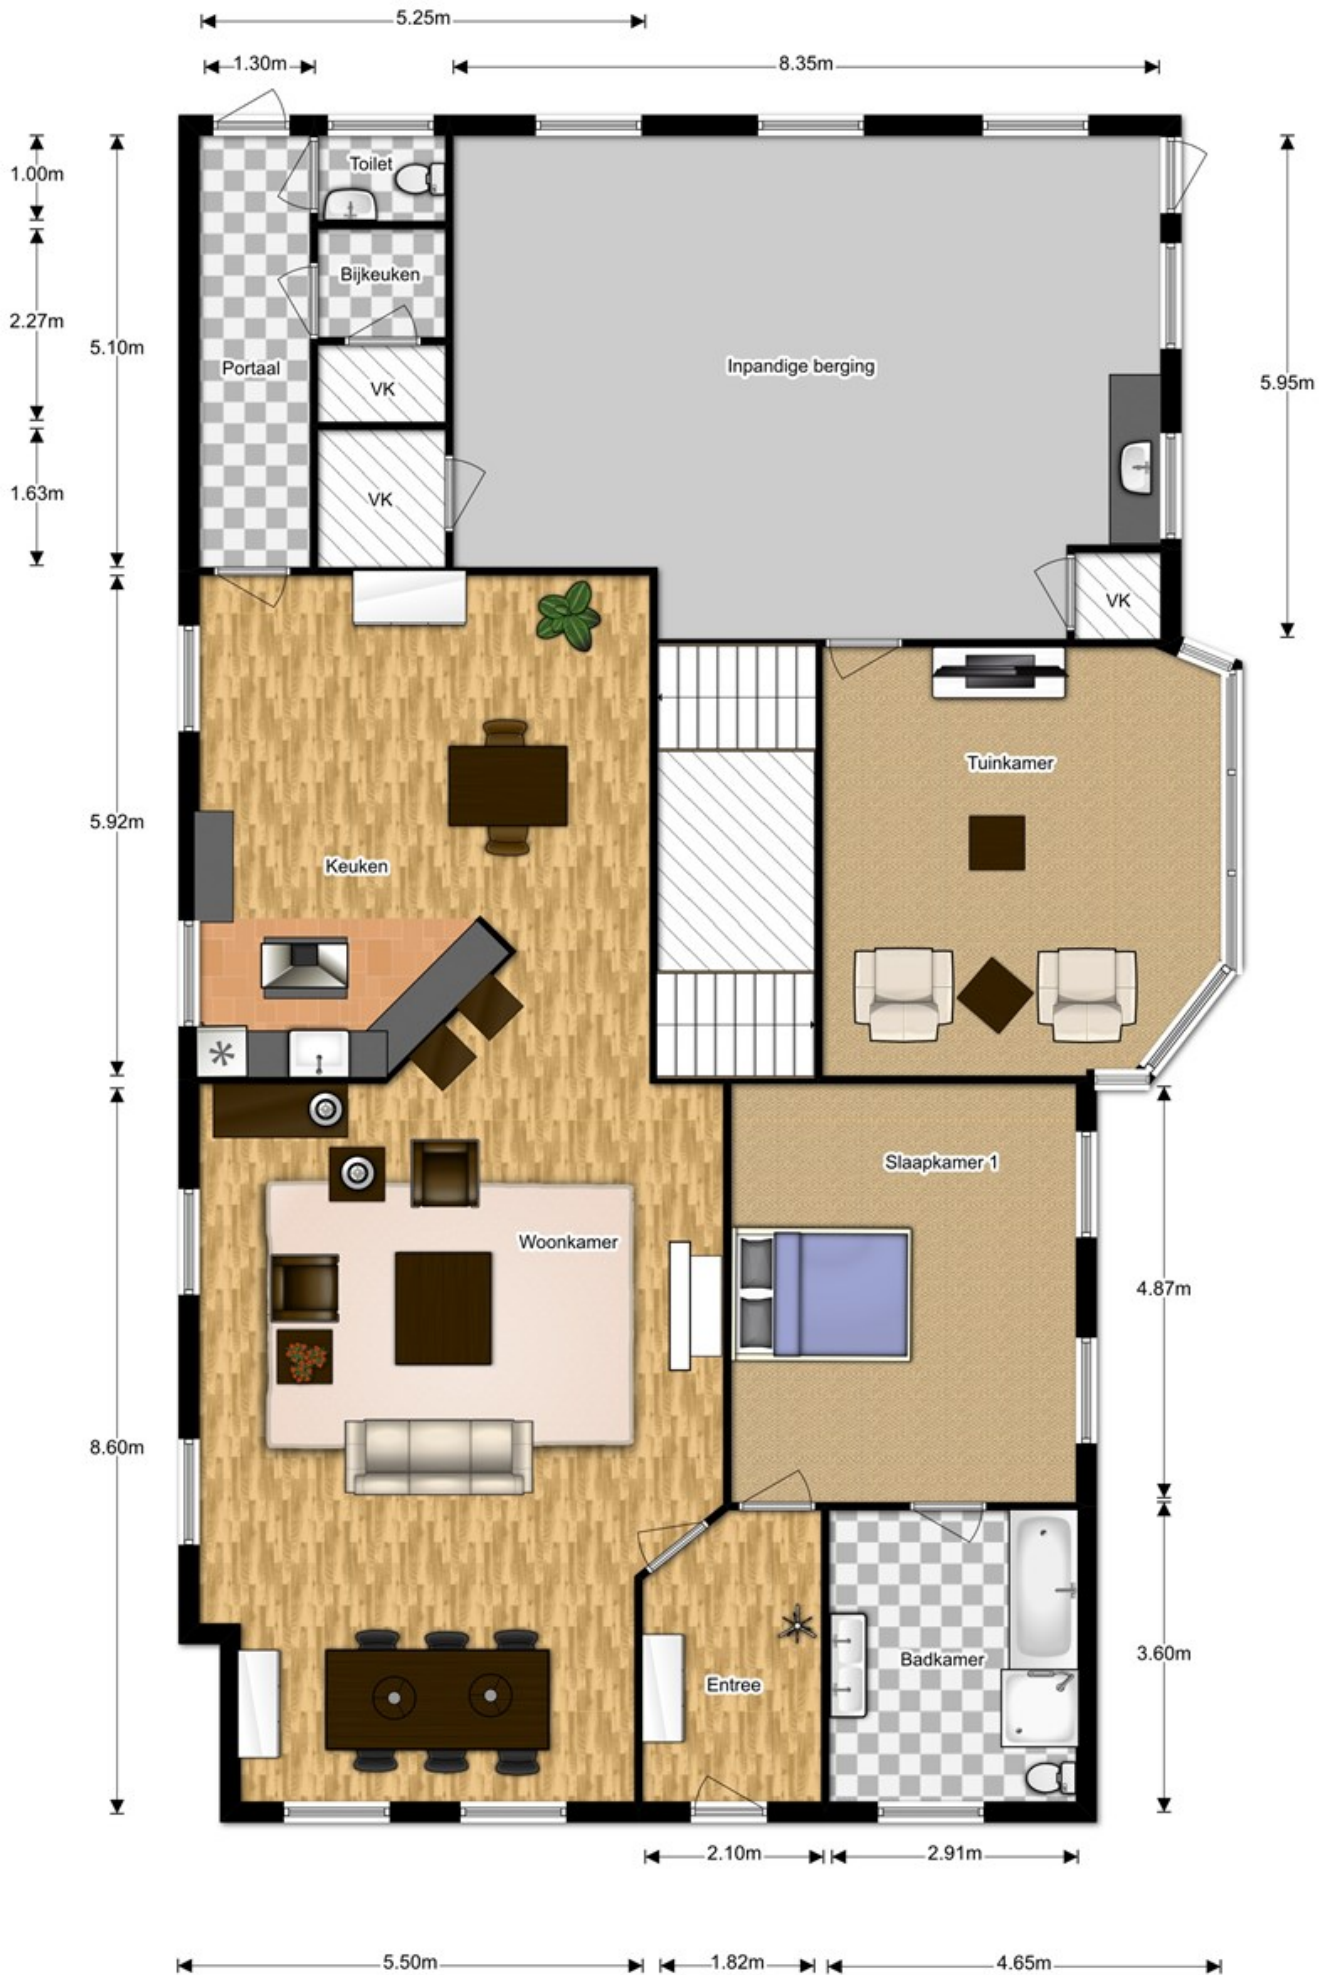 5.25m
1.30m
8.35m
Toilet
1.00m
Bijkeuken
2.27m
5.10m
Portaal
Inpandige berging
5.95m
VK
1.63m
VK
VK
Tuinkamer
5.92m
Keuken
Slaapkamer 1
Woonkamer
4.87m
8.60m
Badkamer
3.60m
Entree
2.10m
2.91m
5.50m
1.82m
4.65m